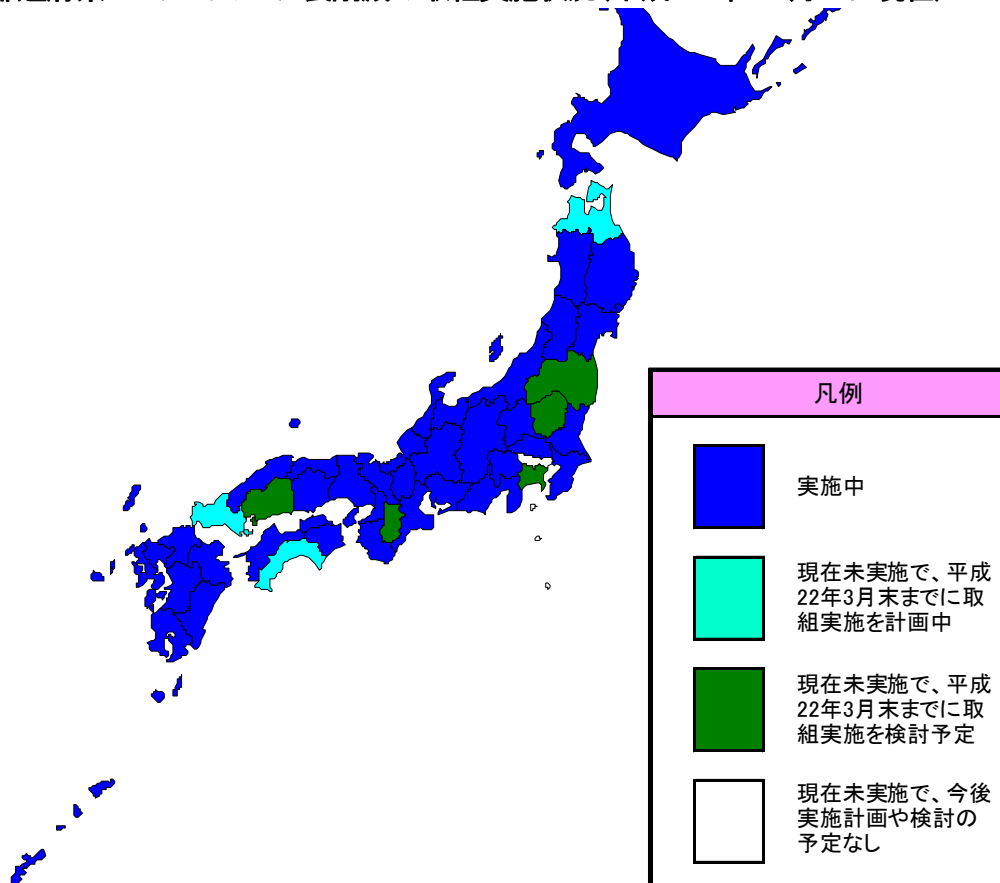 凡例
実施中
現在未実施で、平成
22年3月末までに取
組実施を計画中
現在未実施で、平成
22年3月末までに取
組実施を検討予定
現在未実施で、今後
実施計画や検討の
予定なし